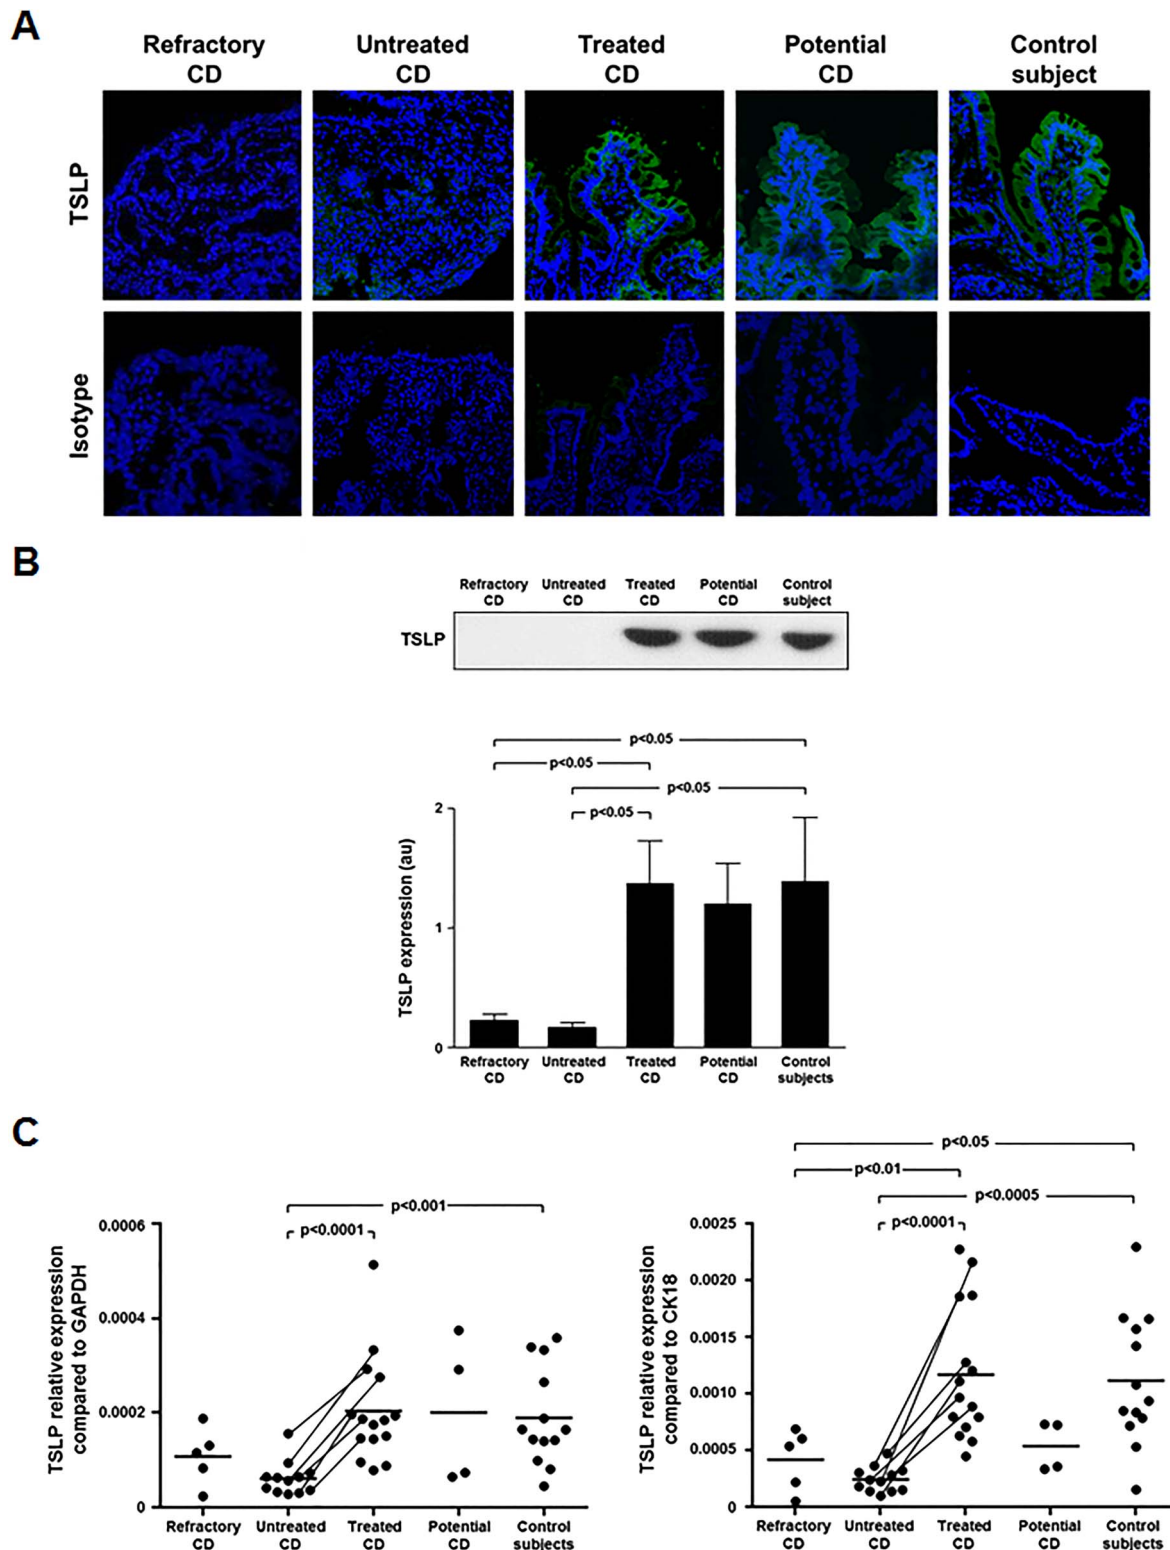 A
Refractory CD
Untreated CD
Treated CD
Potential CD
Control subject
TSLP
Isotype
B
Refractory CD
Untreated CD
Treated CD
Potential CD
Control subject
TSLP
p<0.05
p<0.05
p<0.05
p<0.05
TSLP expression (au)
2
1
0
Refractory CD
Untreated CD
Treated CD
Potential CD
Control subjects
C
p<0.001
p<0.0001
TSLP relative expression
compared to GAPDH
0.0006
0.0004
0.0002
0
Refractory CD
Untreated CD
Treated CD
Potential CD
Control subjects
p<0.05
p<0.01
p<0.0005
p<0.0001
TSLP relative expression
compared to CK18
0.0025
0.0020
0.0015
0.0010
0.0005
0
Refractory CD
Untreated CD
Treated CD
Potential CD
Control subjects